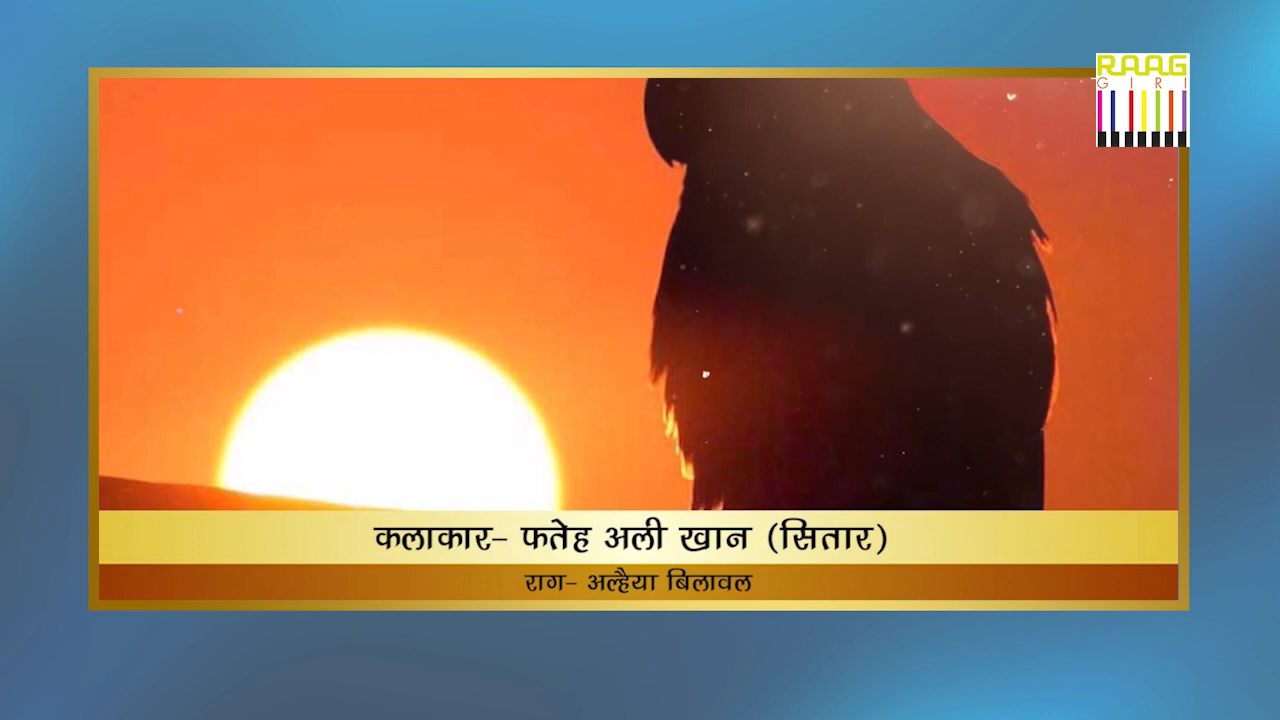 RAAG
GIRI
कलाकार- फतेह अली खान (सितार)
राग- अल्हैया बिलावल